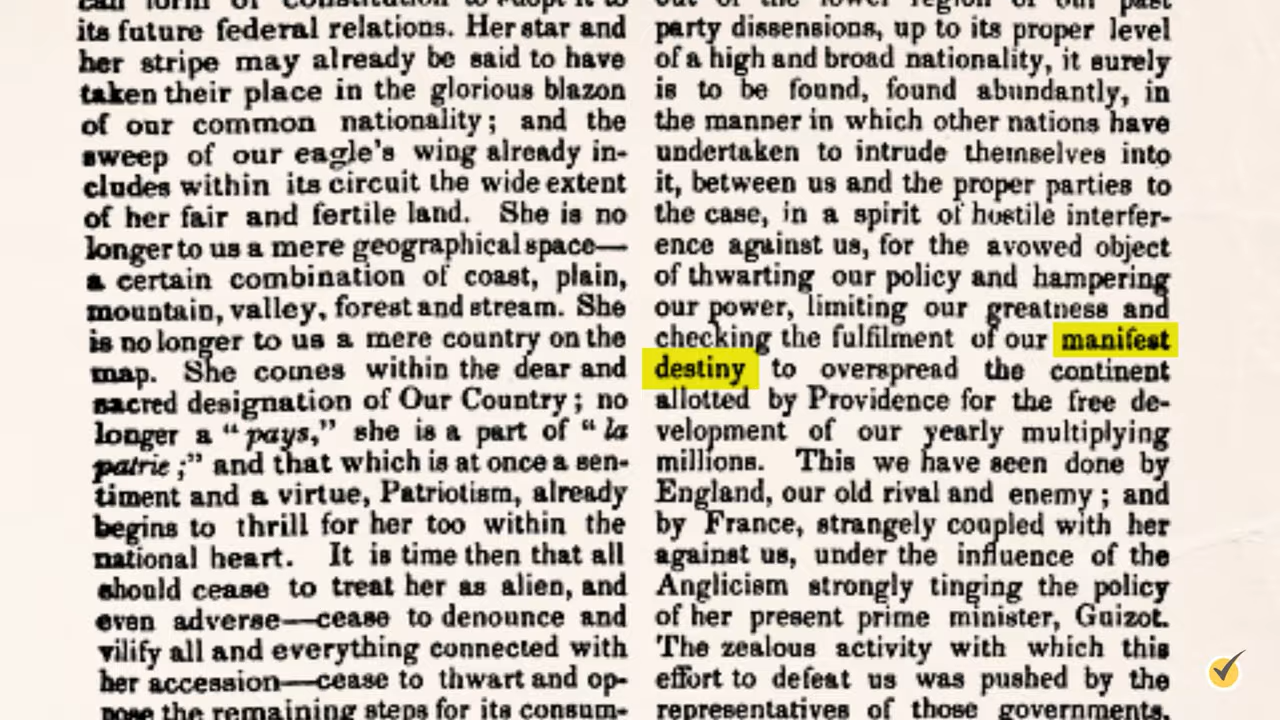 its future federal relations. Her star and
her stripe may already be said to have
taken their place in the glorious blazon
of our common nationality; and the
sweep of our eagle's wing already in-
cludes within its circuit the wide extent
of her fair and fertile land. She is no
longer to us a mere geographical space—
a certain combination of coast, plain,
mountain, valley, forest and stream. She
is no longer to us a mere country on the
map. She comes within the dear and
sacred designation of Our Country; no
longer a "pays," she is a part of "la
patrie;" and that which is at once a sen-
timent and a virtue, Patriotism, already
begins to thrill for her too within the
national heart. It is time then that all
should cease to treat her as alien, and
even adverse—cease to denounce and
vilify all and everything connected with
her accession—cease to thwart and op-
pose the remaining steps for its consum-
party dissensions, up to its proper level
of a high and broad nationality, it surely
is to be found, found abundantly, in
the manner in which other nations have
undertaken to intrude themselves into
it, between us and the proper parties to
the case, in a spirit of hostile interfer-
ence against us, for the avowed object
of thwarting our policy and hampering
our power, limiting our greatness and
checking the fulfilment of our manifest
destiny to overspread the continent
allotted by Providence for the free de-
velopment of our yearly multiplying
millions. This we have seen done by
England, our old rival and enemy; and
by France, strangely coupled with her
against us, under the influence of the
Anglicism strongly tinging the policy
of her present prime minister, Guizot.
The zealous activity with which this
effort to defeat us was pushed by the
representatives of those governments,